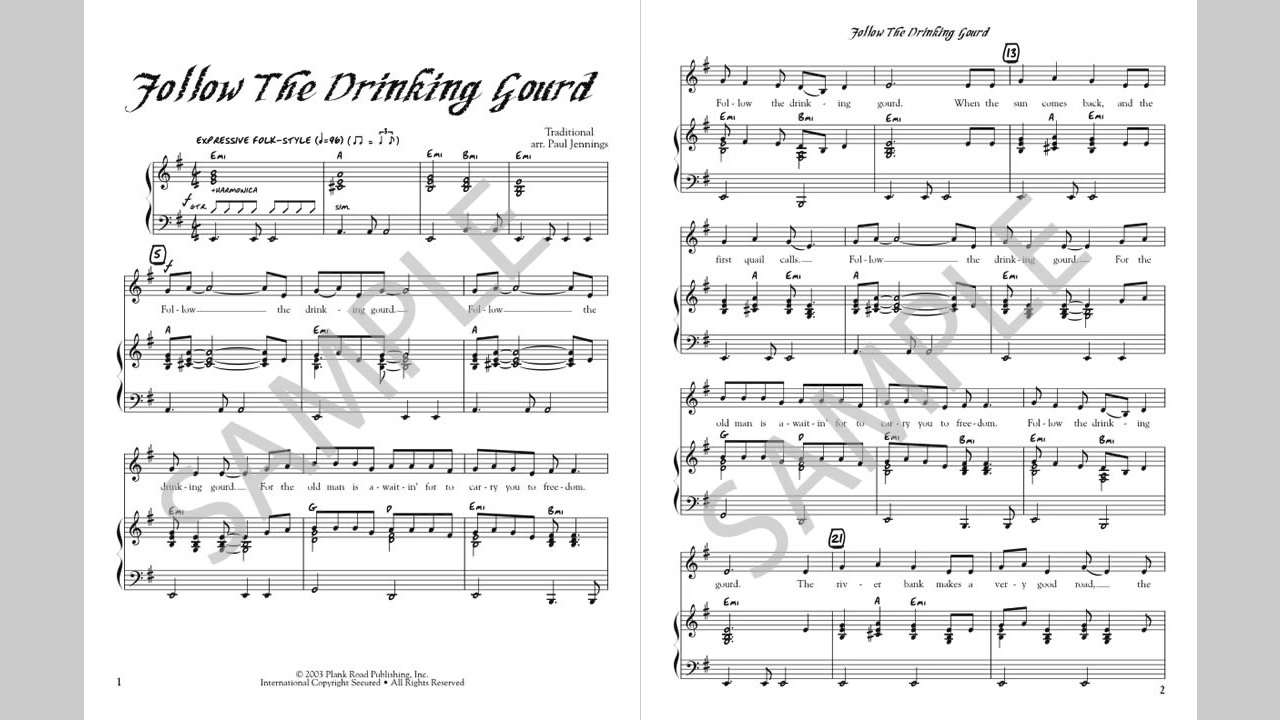 Follow The Drinking Gourd
Traditional
arr. Paul Jennings
EXPRESSIVE FOLK-STYLE (♩=96) (♫ = ♩ ♪) 3
Emi A Emi Bmi Emi
+HARMONICA
f GTR. sim.
5
f
Fol - low the drink - ing gourd. Fol - low the
A Emi A
drink - ing gourd. For the old man is a - wait - in' for to car - ry you to free - dom.
Emi G D Emi Bmi
© 2003 Plank Road Publishing, Inc.
International Copyright Secured • All Rights Reserved
1
Follow The Drinking Gourd
13
Fol - low the drink - ing gourd. When the sun comes back, and the
Emi Bmi Emi A Emi
first quail calls. Fol - low the drink - ing gourd. For the
A Emi A Emi
old man is a - wait - in' for to car - ry you to free - dom. Fol - low the drink - ing
G D Emi Bmi Emi Bmi
21
gourd. The riv - er bank makes a ver - y good road, the
Emi A Emi
2
SAMPLE
SAMPLE